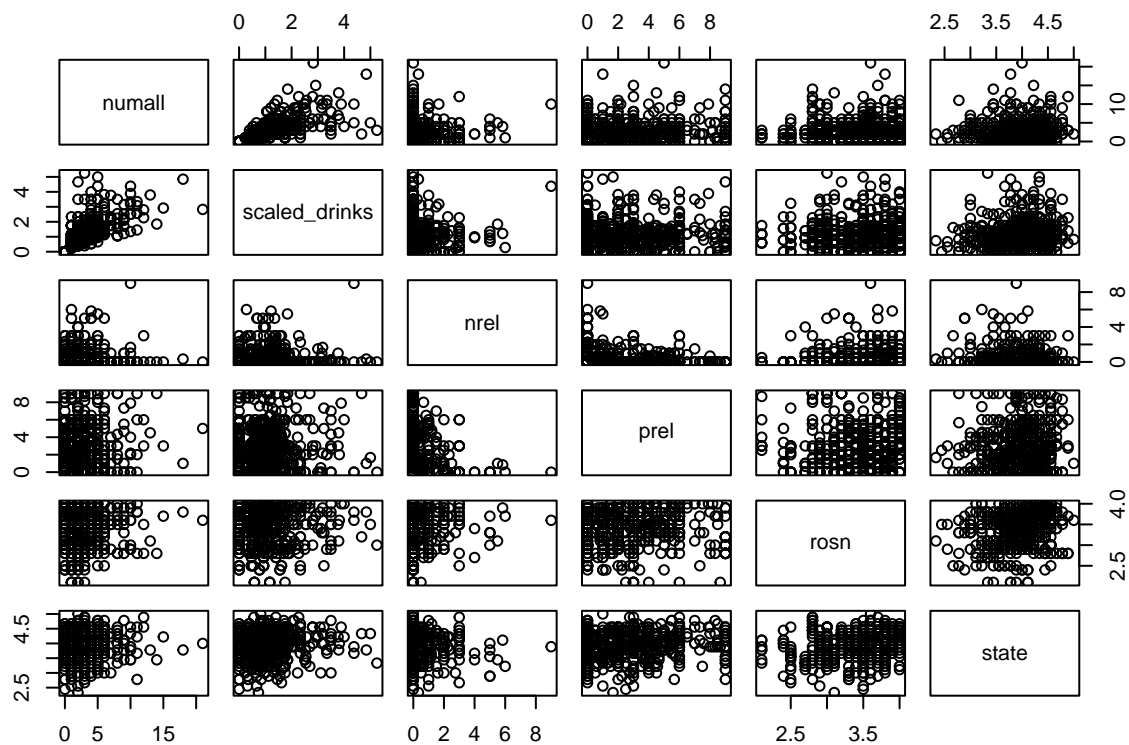 0 2 4 0 2 4 6 8 2.5 3.5 4.5
numall 0 10
4 2 0 scaled_drinks
nrel 8 4 0
8 4 0 prel
rosn 4.0 2.5
4.5 2.5 state
0 5 15 0 2 4 6 8 2.5 3.5